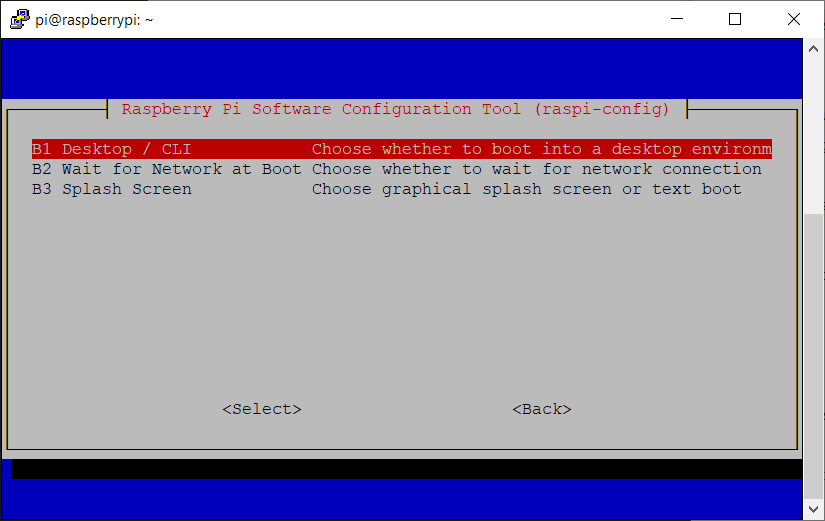 pi@raspberrypi: ~
Raspberry Pi Software Configuration Tool (raspi-config)
B1 Desktop / CLI Choose whether to boot into a desktop environm
B2 Wait for Network at Boot Choose whether to wait for network connection
B3 Splash Screen Choose graphical splash screen or text boot
<Select> <Back>